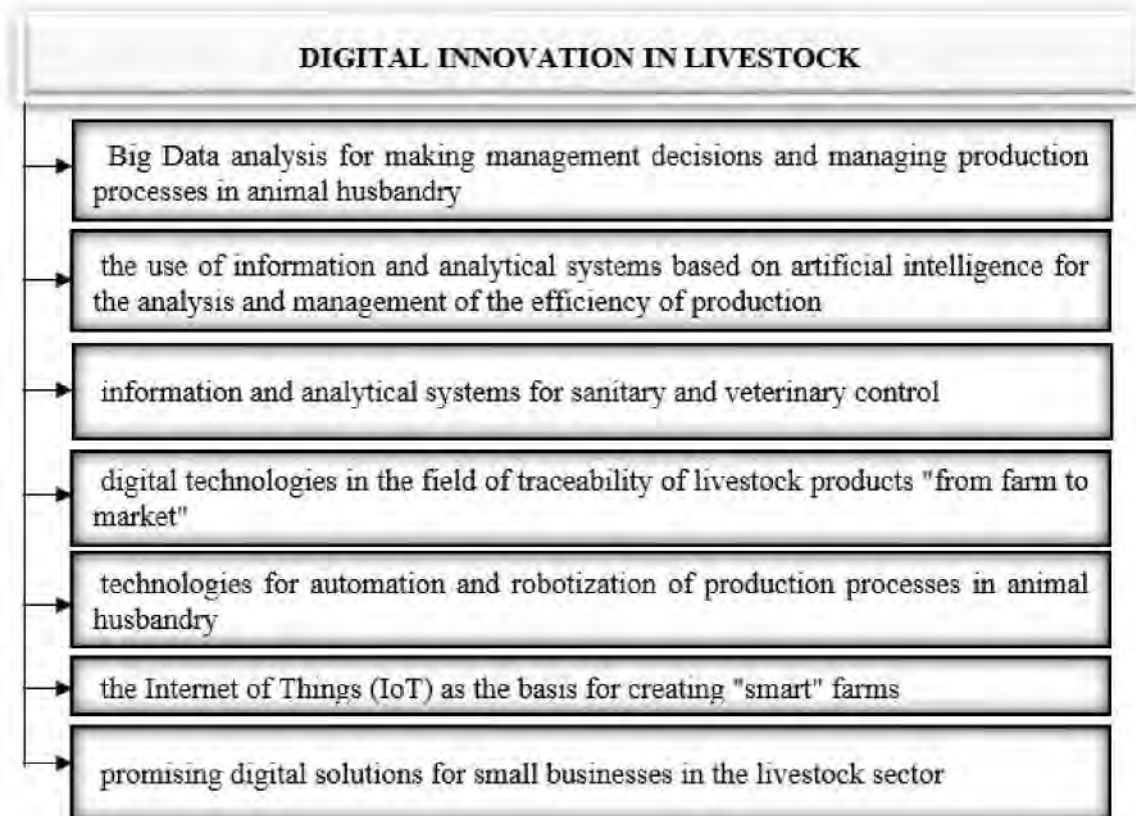 DIGITAL INNOVATION IN LIVESTOCK
Big Data analysis for making management decisions and managing production
processes in animal husbandry
the use of information and analytical systems based on artificial intelligence for
the analysis and management of the efficiency of production
information and analytical systems for sanitary and veterinary control
digital technologies in the field of traceability of livestock products "from farm to
market"
technologies for automation and robotization of production processes in animal
husbandry
the Internet of Things (IoT) as the basis for creating "smart" farms
promising digital solutions for small businesses in the livestock sector